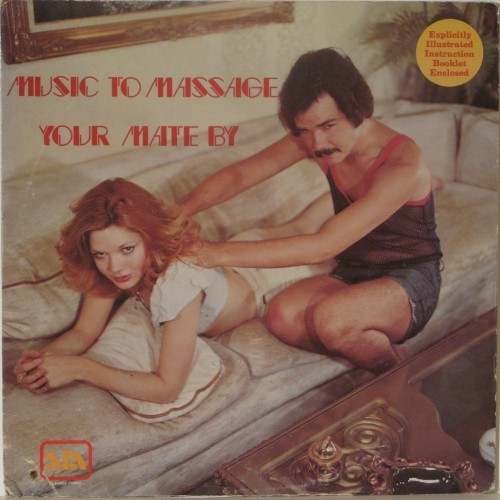 MUSIC TO MASSAGE
YOUR MATE BY
Explicitly
Illustrated
Instruction
Booklet
Enclosed